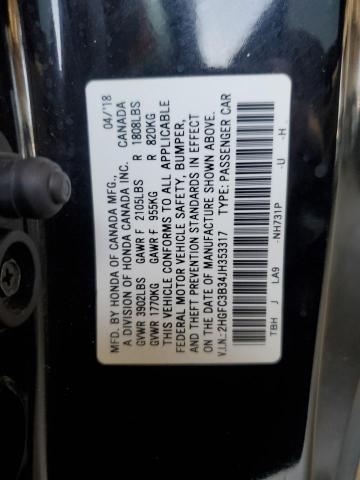 MFD. BY HONDA OF CANADA MFG., 04/'18
A DIVISION OF HONDA CANADA INC. CANADA
GVWR 3902LBS GAWR F 2105LBS R 1808LBS
GVWR 1770KG GAWR F 955KG R 820KG
THIS VEHICLE CONFORMS TO ALL APPLICABLE
FEDERAL MOTOR VEHICLE SAFETY, BUMPER,
AND THEFT PREVENTION STANDARDS IN EFFECT
ON THE DATE OF MANUFACTURE SHOWN ABOVE.
V.I.N.: 2HGFC3B34JH353317 TYPE: PASSENGER CAR
TBH J LA9 -NH731P -U -H